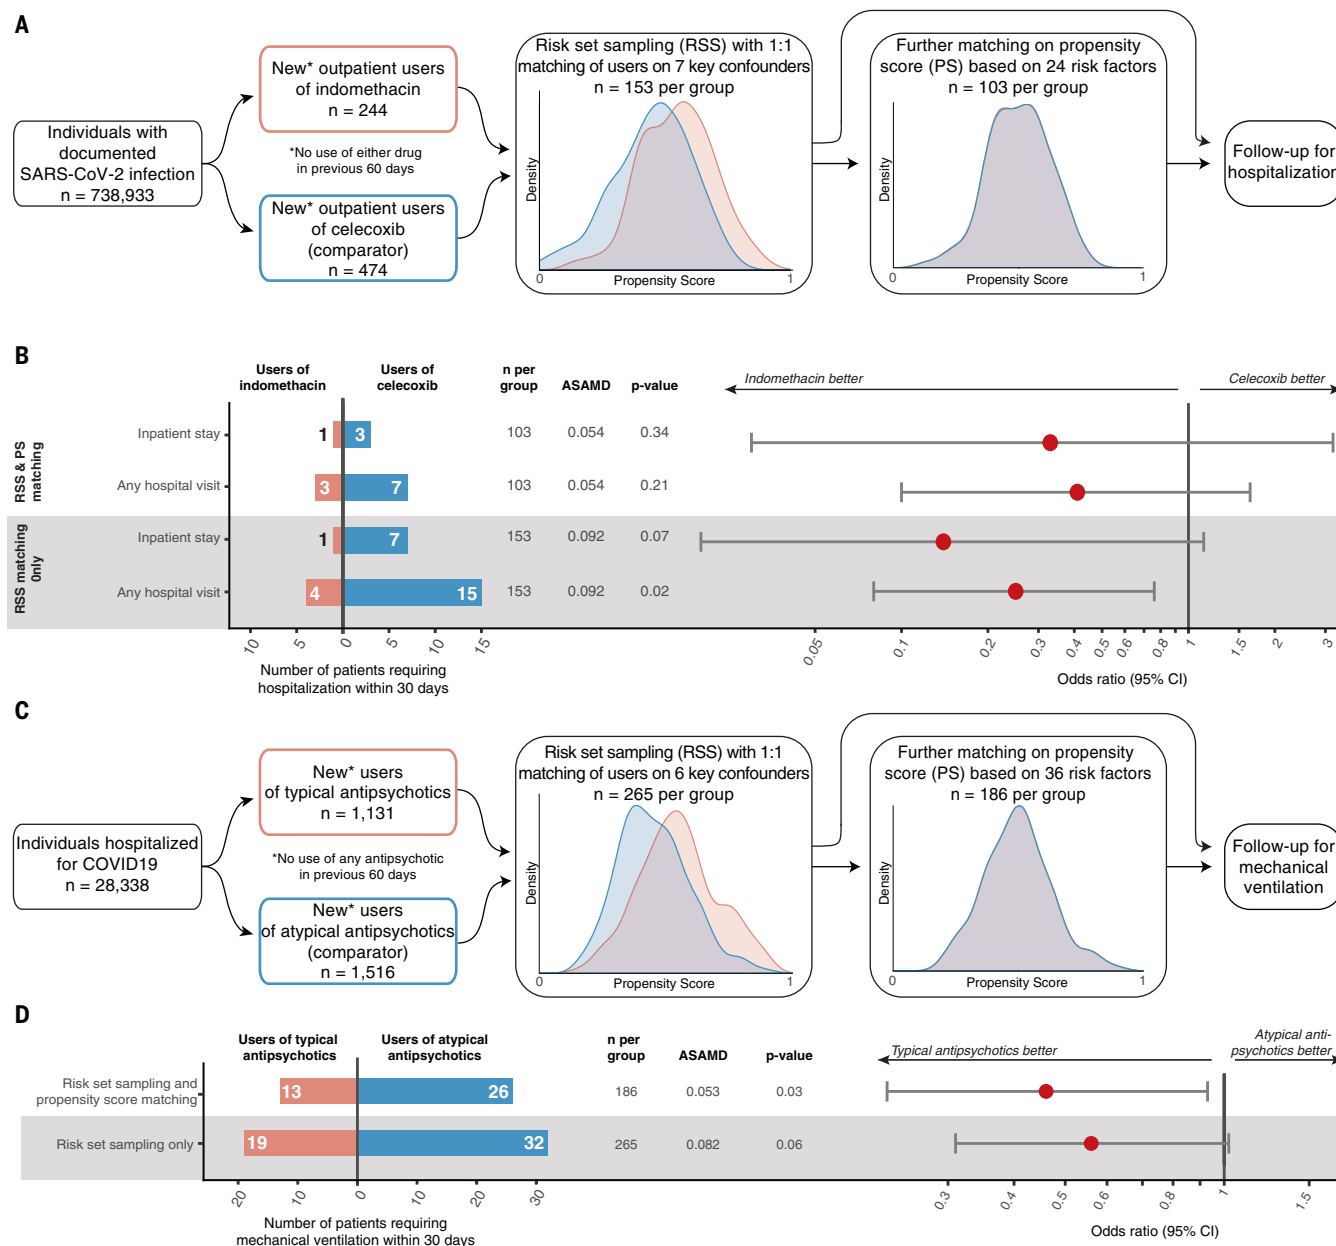 A
Individuals with
documented
SARS-CoV-2 infection
n = 738,933
New* outpatient users
of indomethacin
n = 244
*No use of either drug
in previous 60 days
New* outpatient users
of celecoxib
(comparator)
n = 474
Risk set sampling (RSS) with 1:1
matching of users on 7 key confounders
n = 153 per group
Density
0
Propensity Score
1
Further matching on propensity
score (PS) based on 24 risk factors
n = 103 per group
Density
0
Propensity Score
1
Follow-up for
hospitalization
B
Users of
indomethacin
Users of
celecoxib
n per
group
ASAMD
p-value
Indomethacin better
Celecoxib better
RSS & PS
matching
Inpatient stay
1
3
103
0.054
0.34
Any hospital visit
3
7
103
0.054
0.21
RSS matching
Only
Inpatient stay
1
7
153
0.092
0.07
Any hospital visit
4
15
153
0.092
0.02
10
5
0
5
10
15
Number of patients requiring
hospitalization within 30 days
0.05
0.1
0.2
0.3
0.4
0.5
0.6
0.8
1
1.5
2
3
Odds ratio (95% CI)
C
Individuals hospitalized
for COVID19
n = 28,338
New* users
of typical antipsychotics
n = 1,131
*No use of any antipsychotic
in previous 60 days
New* users
of atypical antipsychotics
(comparator)
n = 1,516
Risk set sampling (RSS) with 1:1
matching of users on 6 key confounders
n = 265 per group
Density
0
Propensity Score
1
Further matching on propensity
score (PS) based on 36 risk factors
n = 186 per group
Density
0
Propensity Score
1
Follow-up for
mechanical
ventilation
D
Users of typical
antipsychotics
Users of atypical
antipsychotics
n per
group
ASAMD
p-value
Typical antipsychotics better
Atypical anti-
psychotics better
Risk set sampling and
propensity score matching
13
26
186
0.053
0.03
Risk set sampling only
19
32
265
0.082
0.06
20
10
0
10
20
30
Number of patients requiring
mechanical ventilation within 30 days
0.3
0.4
0.5
0.6
0.8
1
1.5
Odds ratio (95% CI)